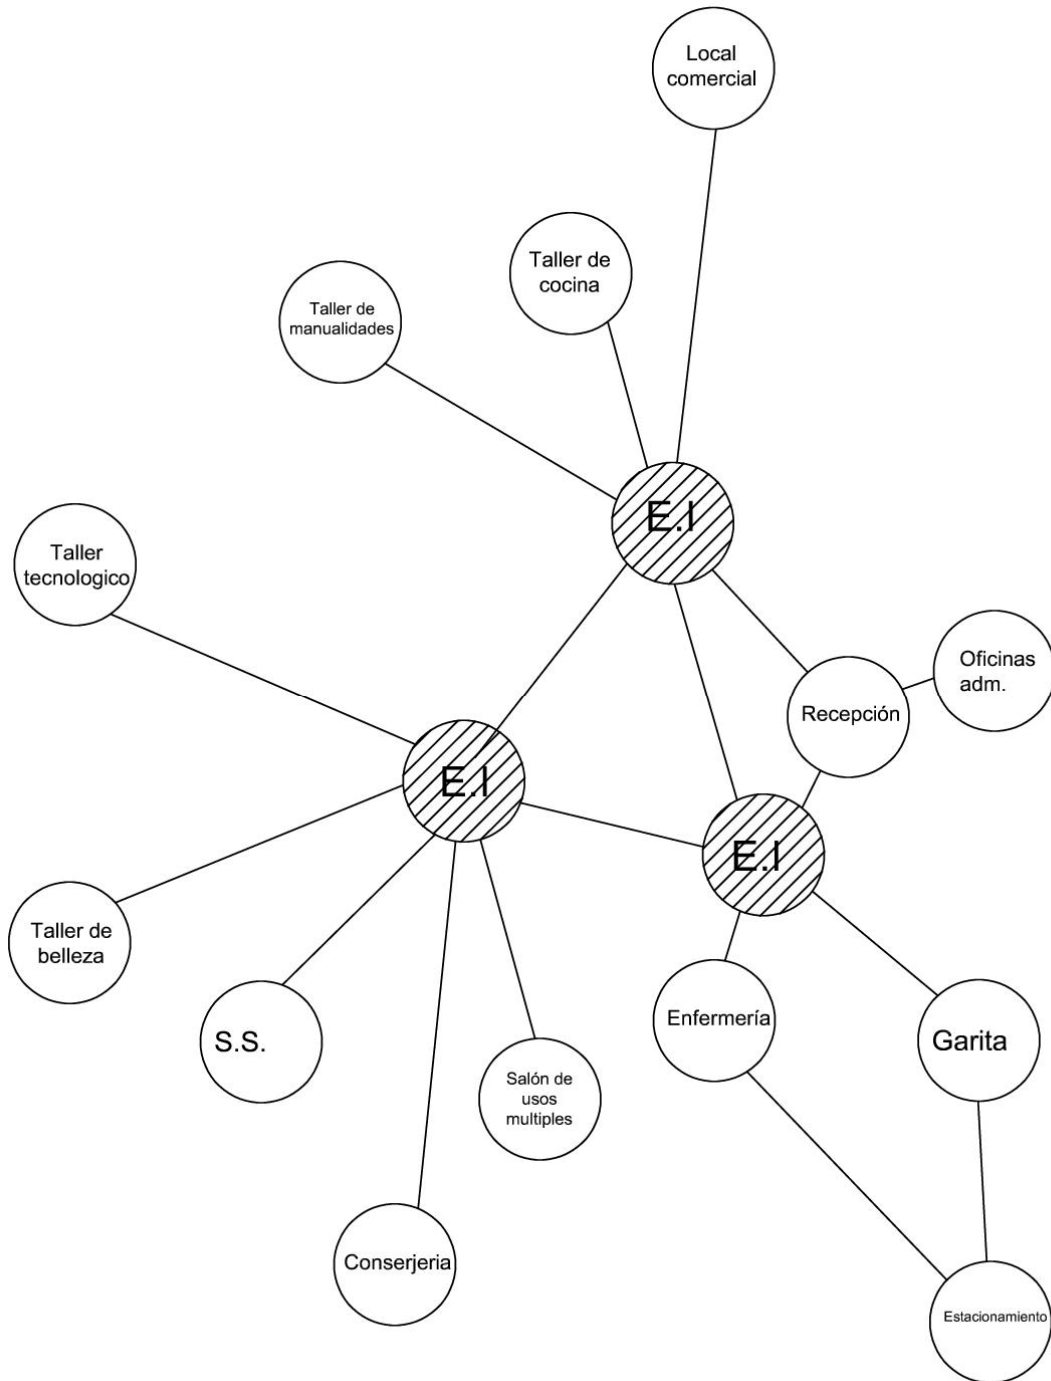 Local
comercial
Taller de
cocina
Taller de
manualidades
E.I
Taller
tecnologico
Oficinas
adm.
Recepción
E.I
E.I
Taller de
belleza
Enfermería
S.S.
Garita
Salón de
usos
multiples
Conserjeria
Estacionamiento